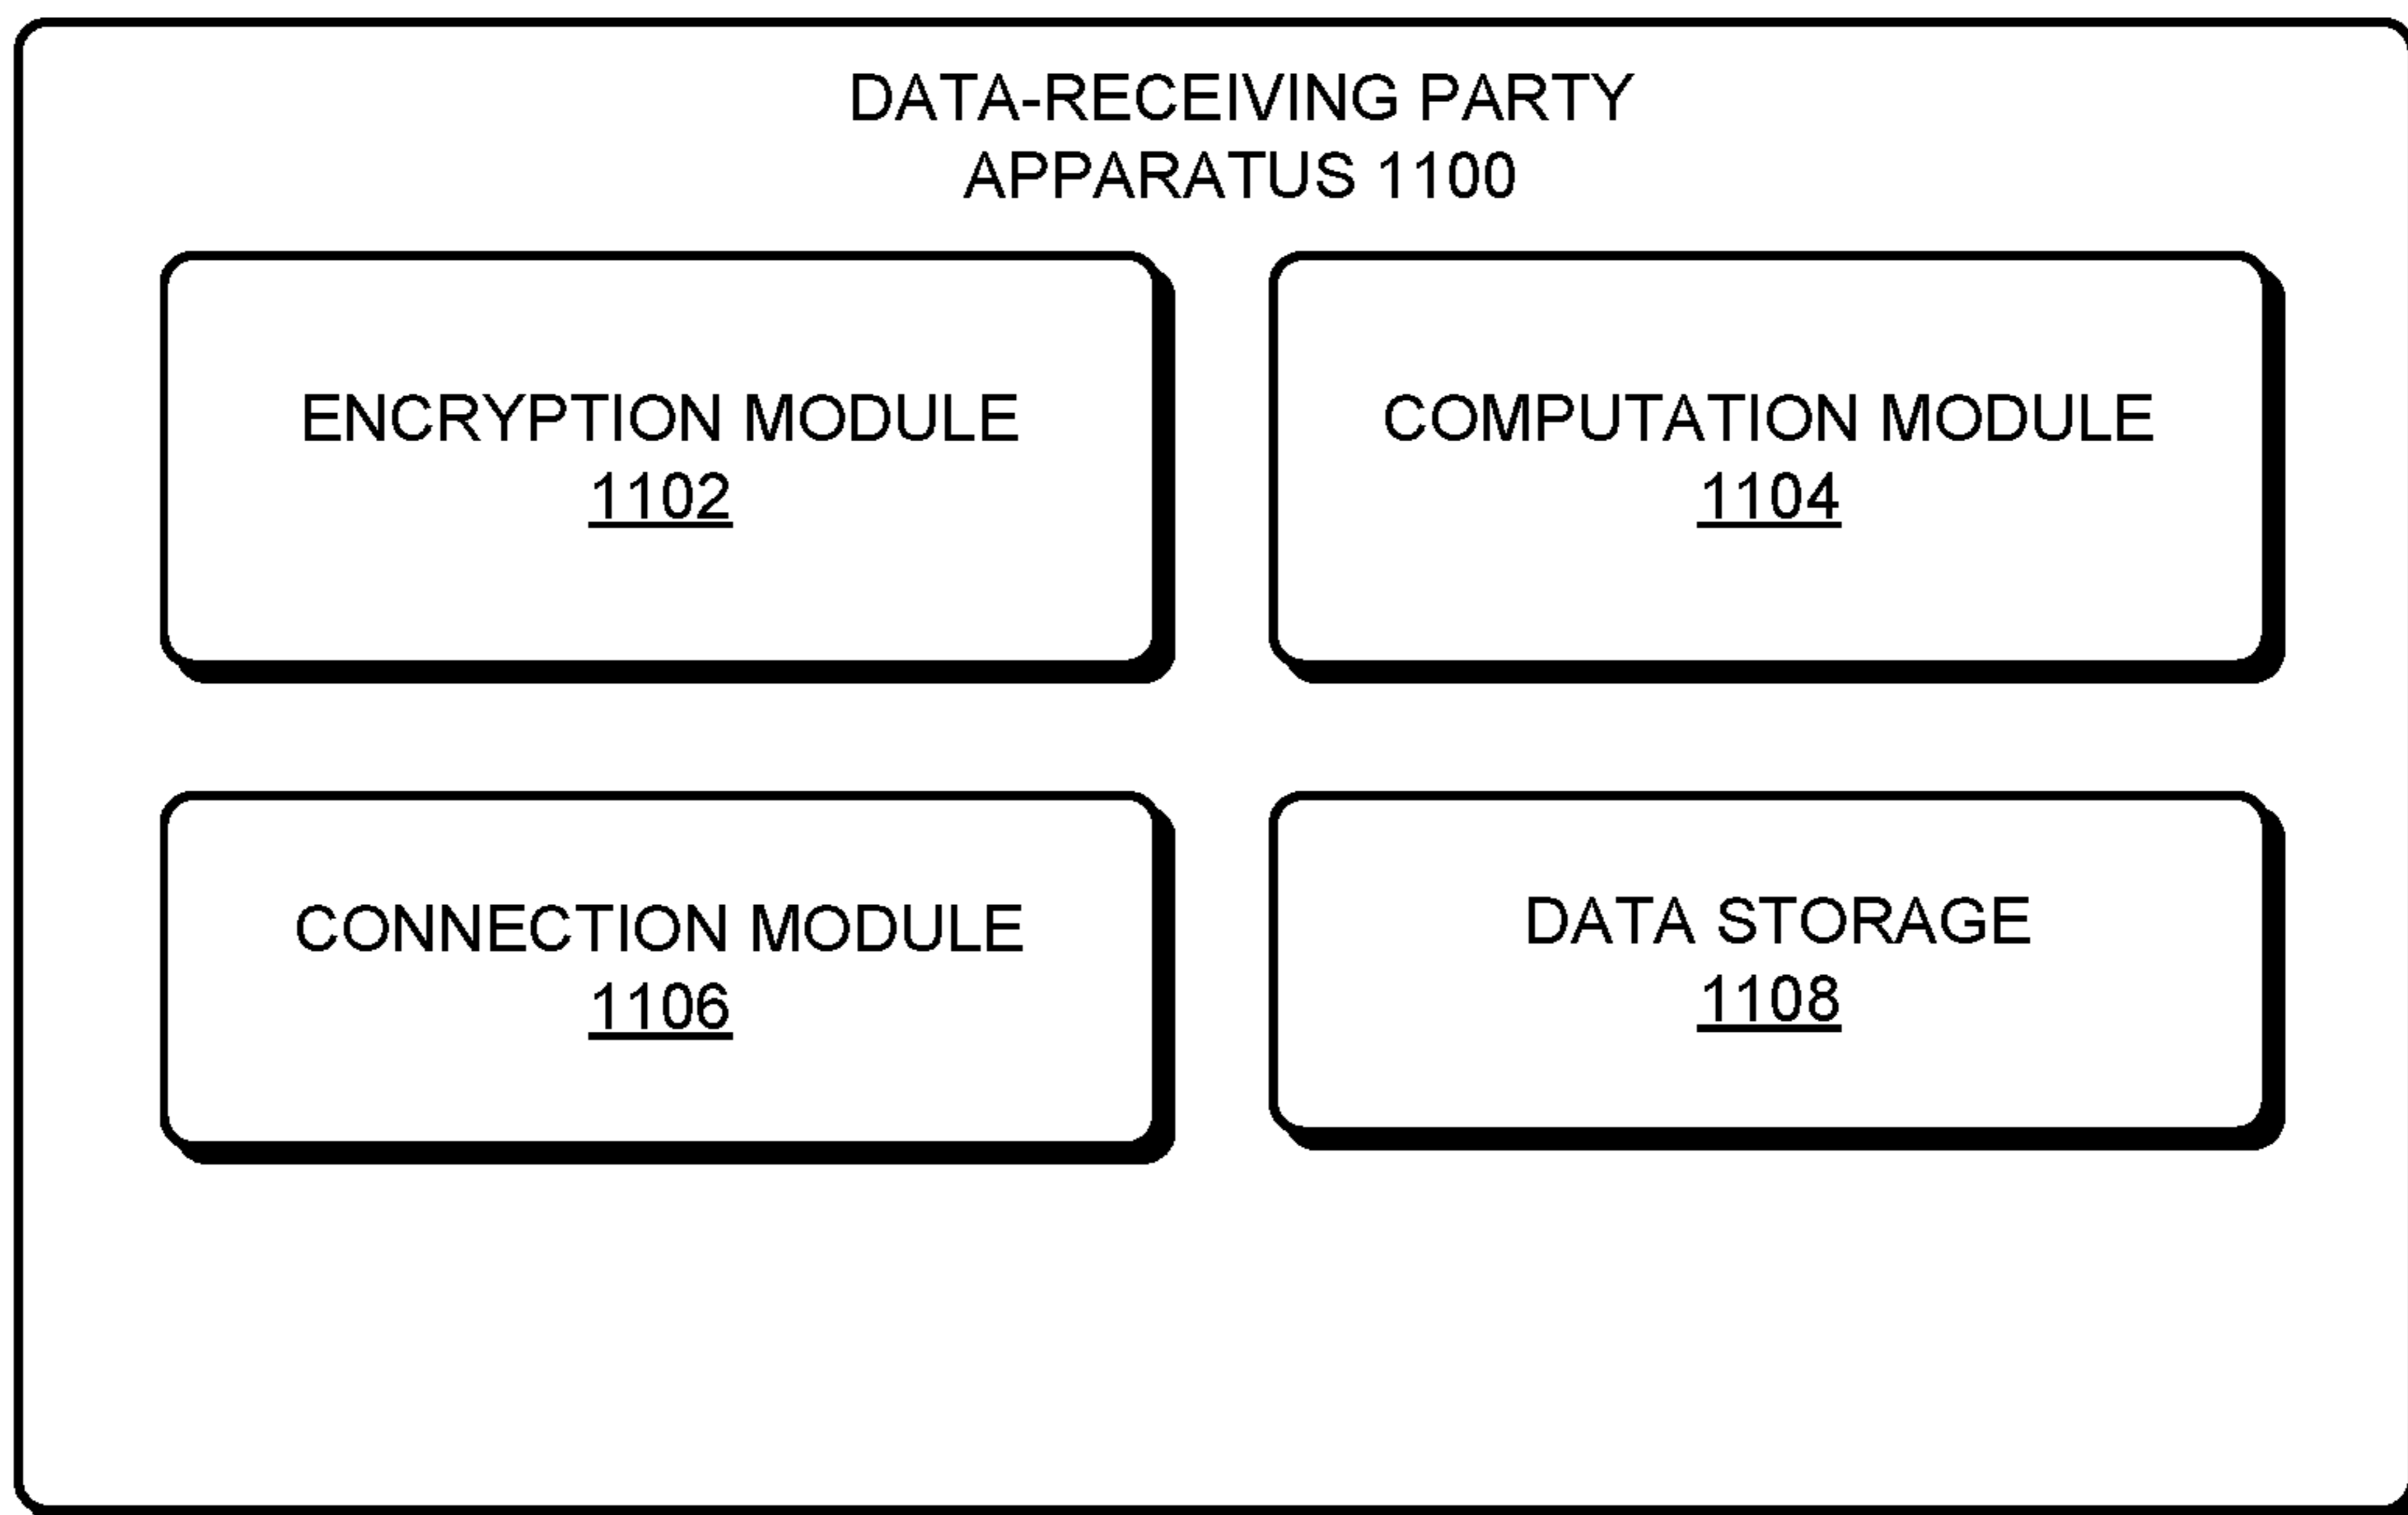 DATA-RECEIVING PARTY
APPARATUS 1100
ENCRYPTION MODULE
1102
COMPUTATION MODULE
1104
CONNECTION MODULE
1106
DATA STORAGE
1108